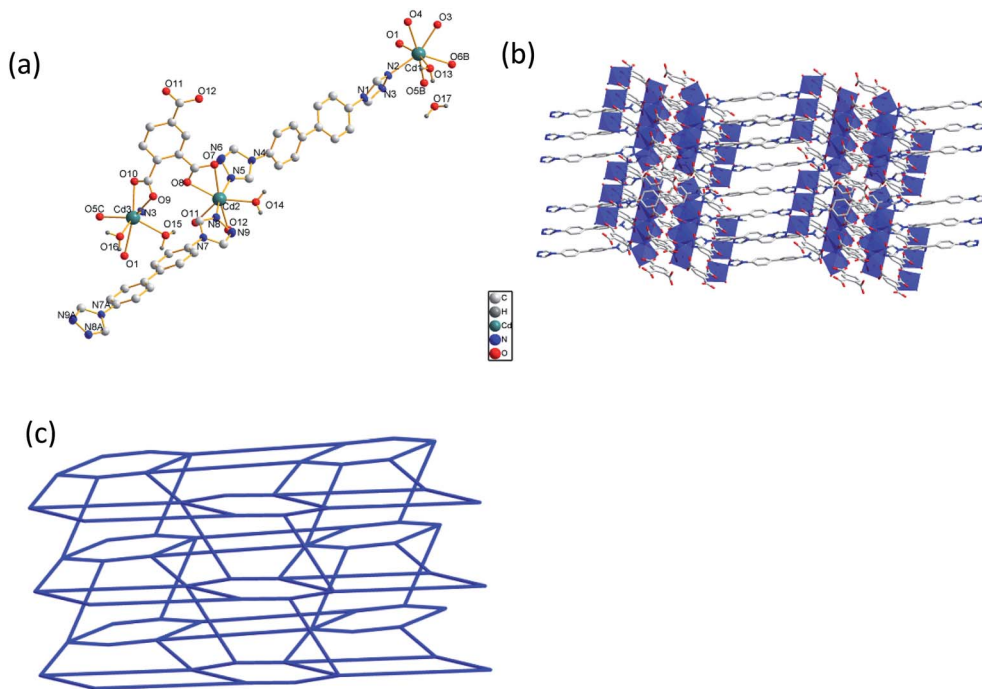 (a)
O4
O3
O1
O6B
Cd1
O13
N2
O5B
N3
N1
O17
O11
O12
N6
O7
N4
N5
O8
O10
O9
Cd2
O14
O5C
Cd3
N3
O11
N8
O12
N9
O16
O15
N7
O1
N7A
N9A
N8A
C
H
Cd
N
O
(b)
(c)